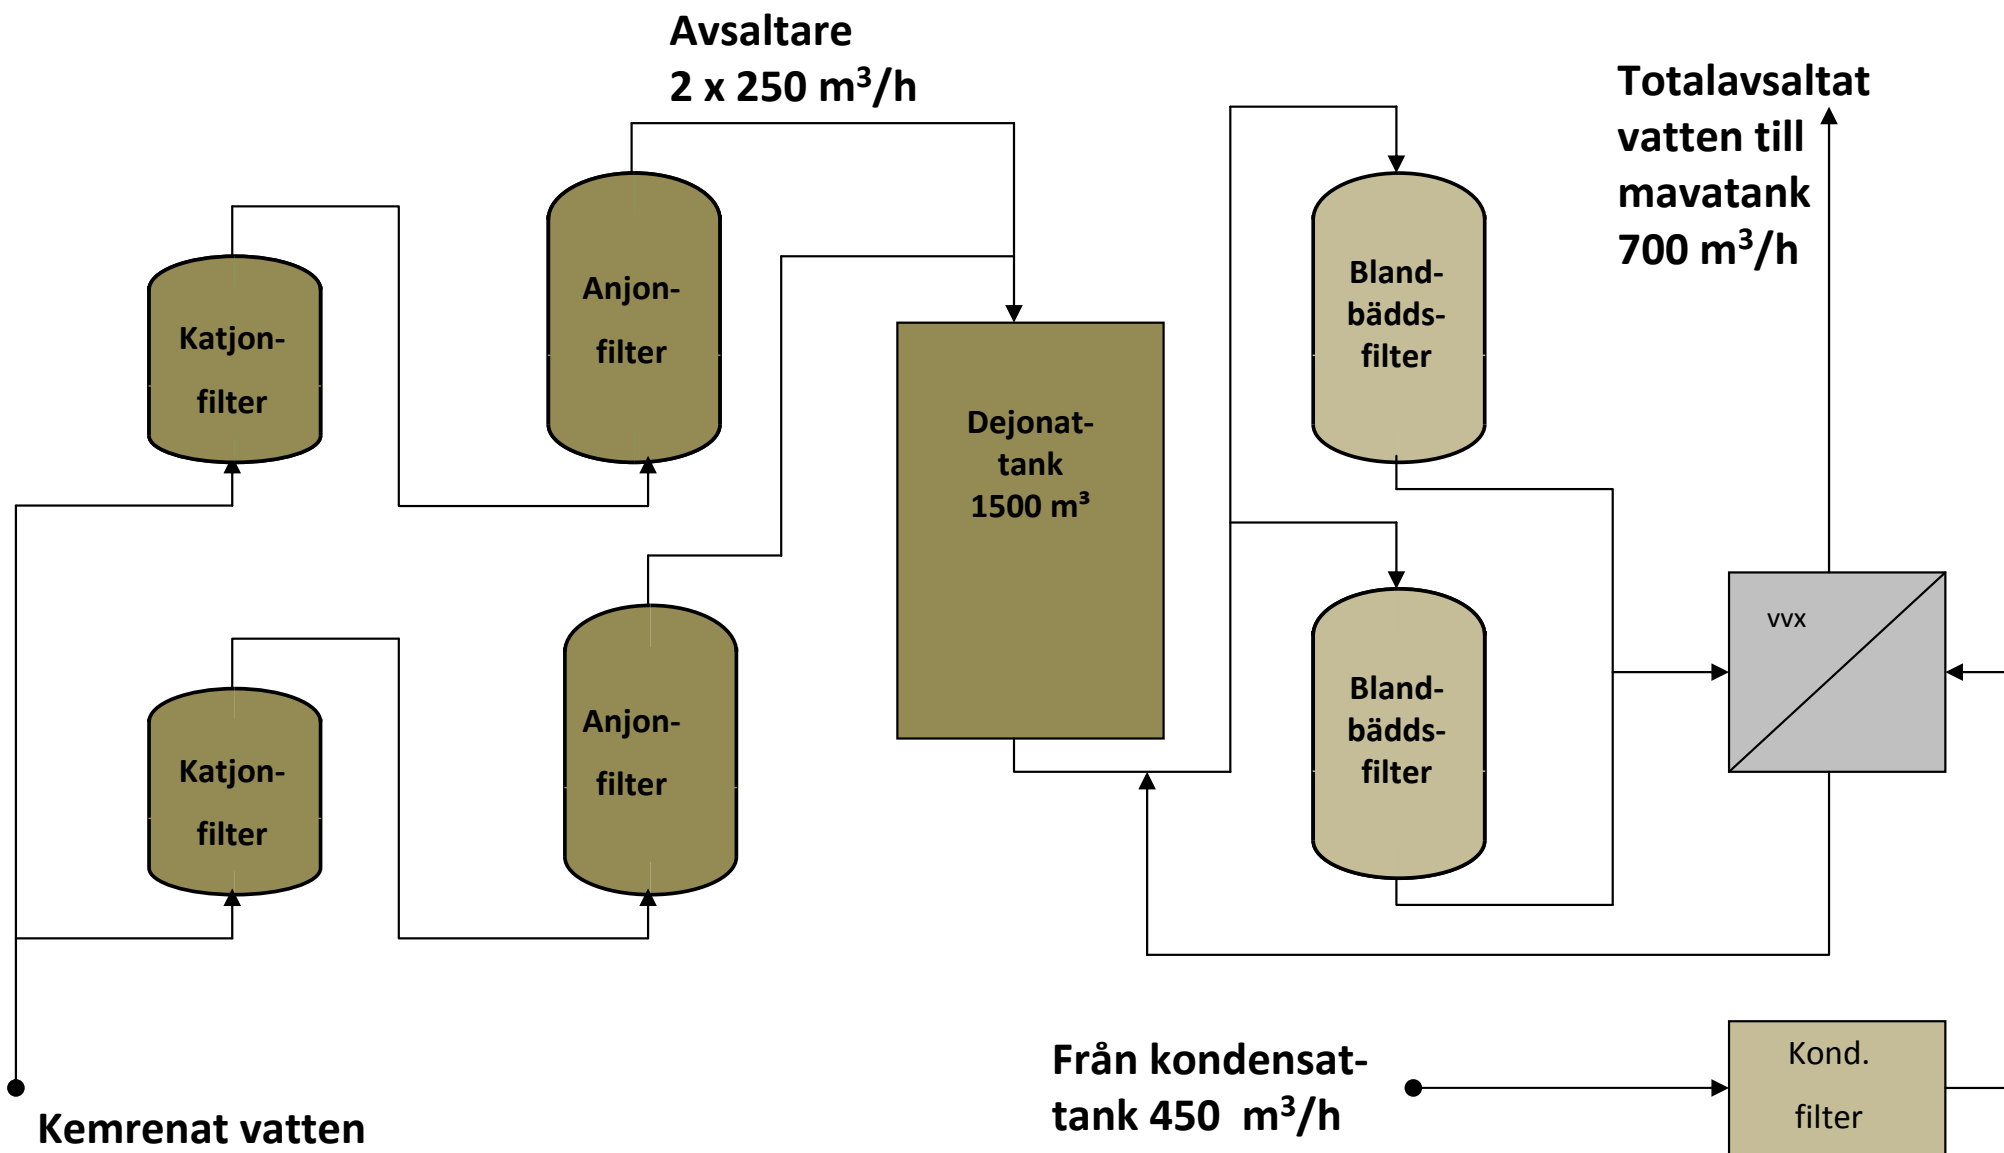 Avsaltare
2 x 250 m³/h
Totalavsaltat
vatten till
mavatank
700 m³/h
Katjon-
filter
Anjon-
filter
Bland-
bädds-
filter
Dejonat-
tank
1500 m³
vvx
Katjon-
filter
Anjon-
filter
Bland-
bädds-
filter
Från kondensat-
tank 450 m³/h
Kond.
filter
Kemrenat vatten